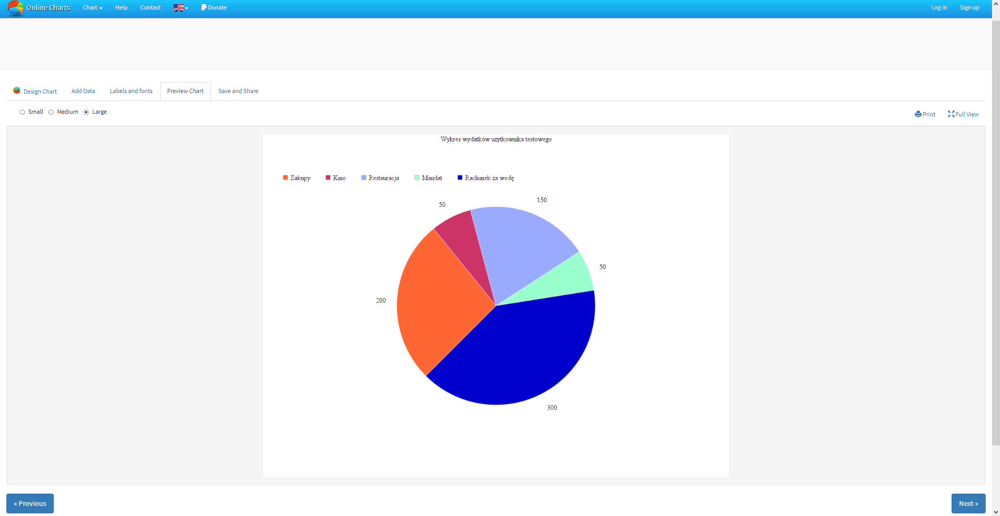 Online Charts Chart Help Contact Donate Log in Sign up
Design Chart Add Data Labels and fonts Preview Chart Save and Share
Small Medium Large
Print Full View
Wykres wydatków użytkownika testowego
Zakupy Kino Restauracja Mandat Rachunek za wodę
150
50
50
200
300
« Previous Next »